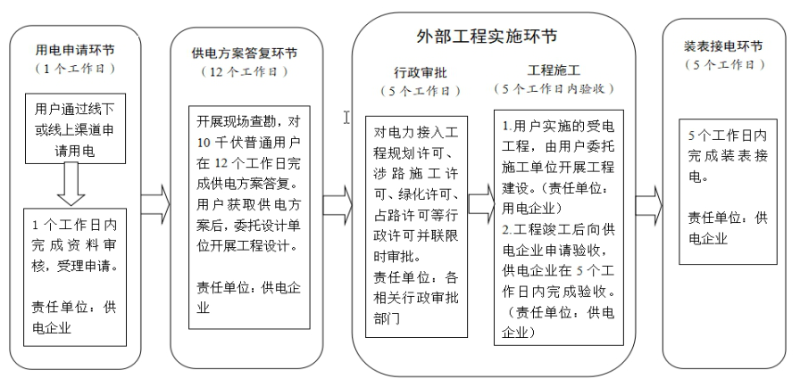 用电申请环节
（1个工作日）
用户通过线下
或线上渠道申
请用电
1个工作日内
完成资料审
核，受理申请。
责任单位：供
电企业
供电方案答复环节
（12个工作日）
开展现场查勘，对
10千伏普通用户
在12个工作日完
成供电方案答复。
用户获取供电方
案后，委托设计单
位开展工程设计。
责任单位：供电企
业
外部工程实施环节
行政审批
（5个工作日）
对电力接入工
程规划许可、
涉路施工许
可、绿化许可、
占路许可等行
政许可并联限
时审批。
责任单位：各
相关行政审批
部门
工程施工
（5个工作日内验收）
1.用户实施的受电
工程，由用户委托
施工单位开展工程
建设。（责任单位：
用电企业）
2.工程竣工后向供
电企业申请验收，
供电企业在5个工
作日内完成验收。
（责任单位：供电
企业）
装表接电环节
（5个工作日）
5个工作日内
完成装表接
电。
责任单位：供
电企业